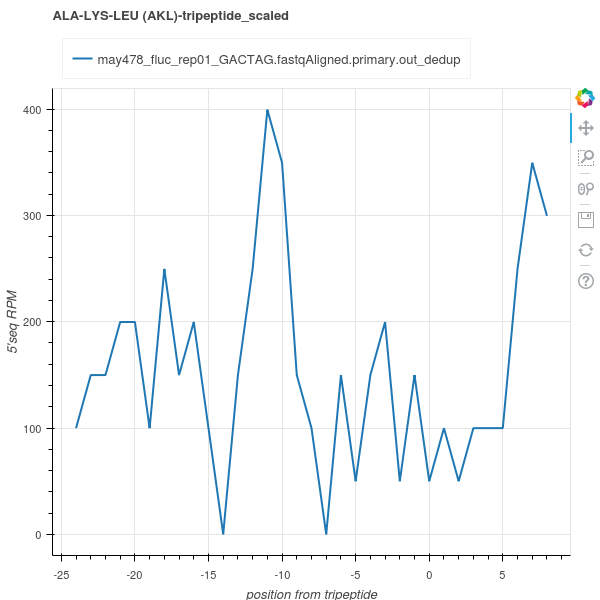 ALA-LYS-LEU (AKL)-tripeptide_scaled
may478_fluc_rep01_GACTAG.fastqAligned.primary.out_dedup
400
300
200
100
0
5'seq RPM
-25 -20 -15 -10 -5 0 5
position from tripeptide